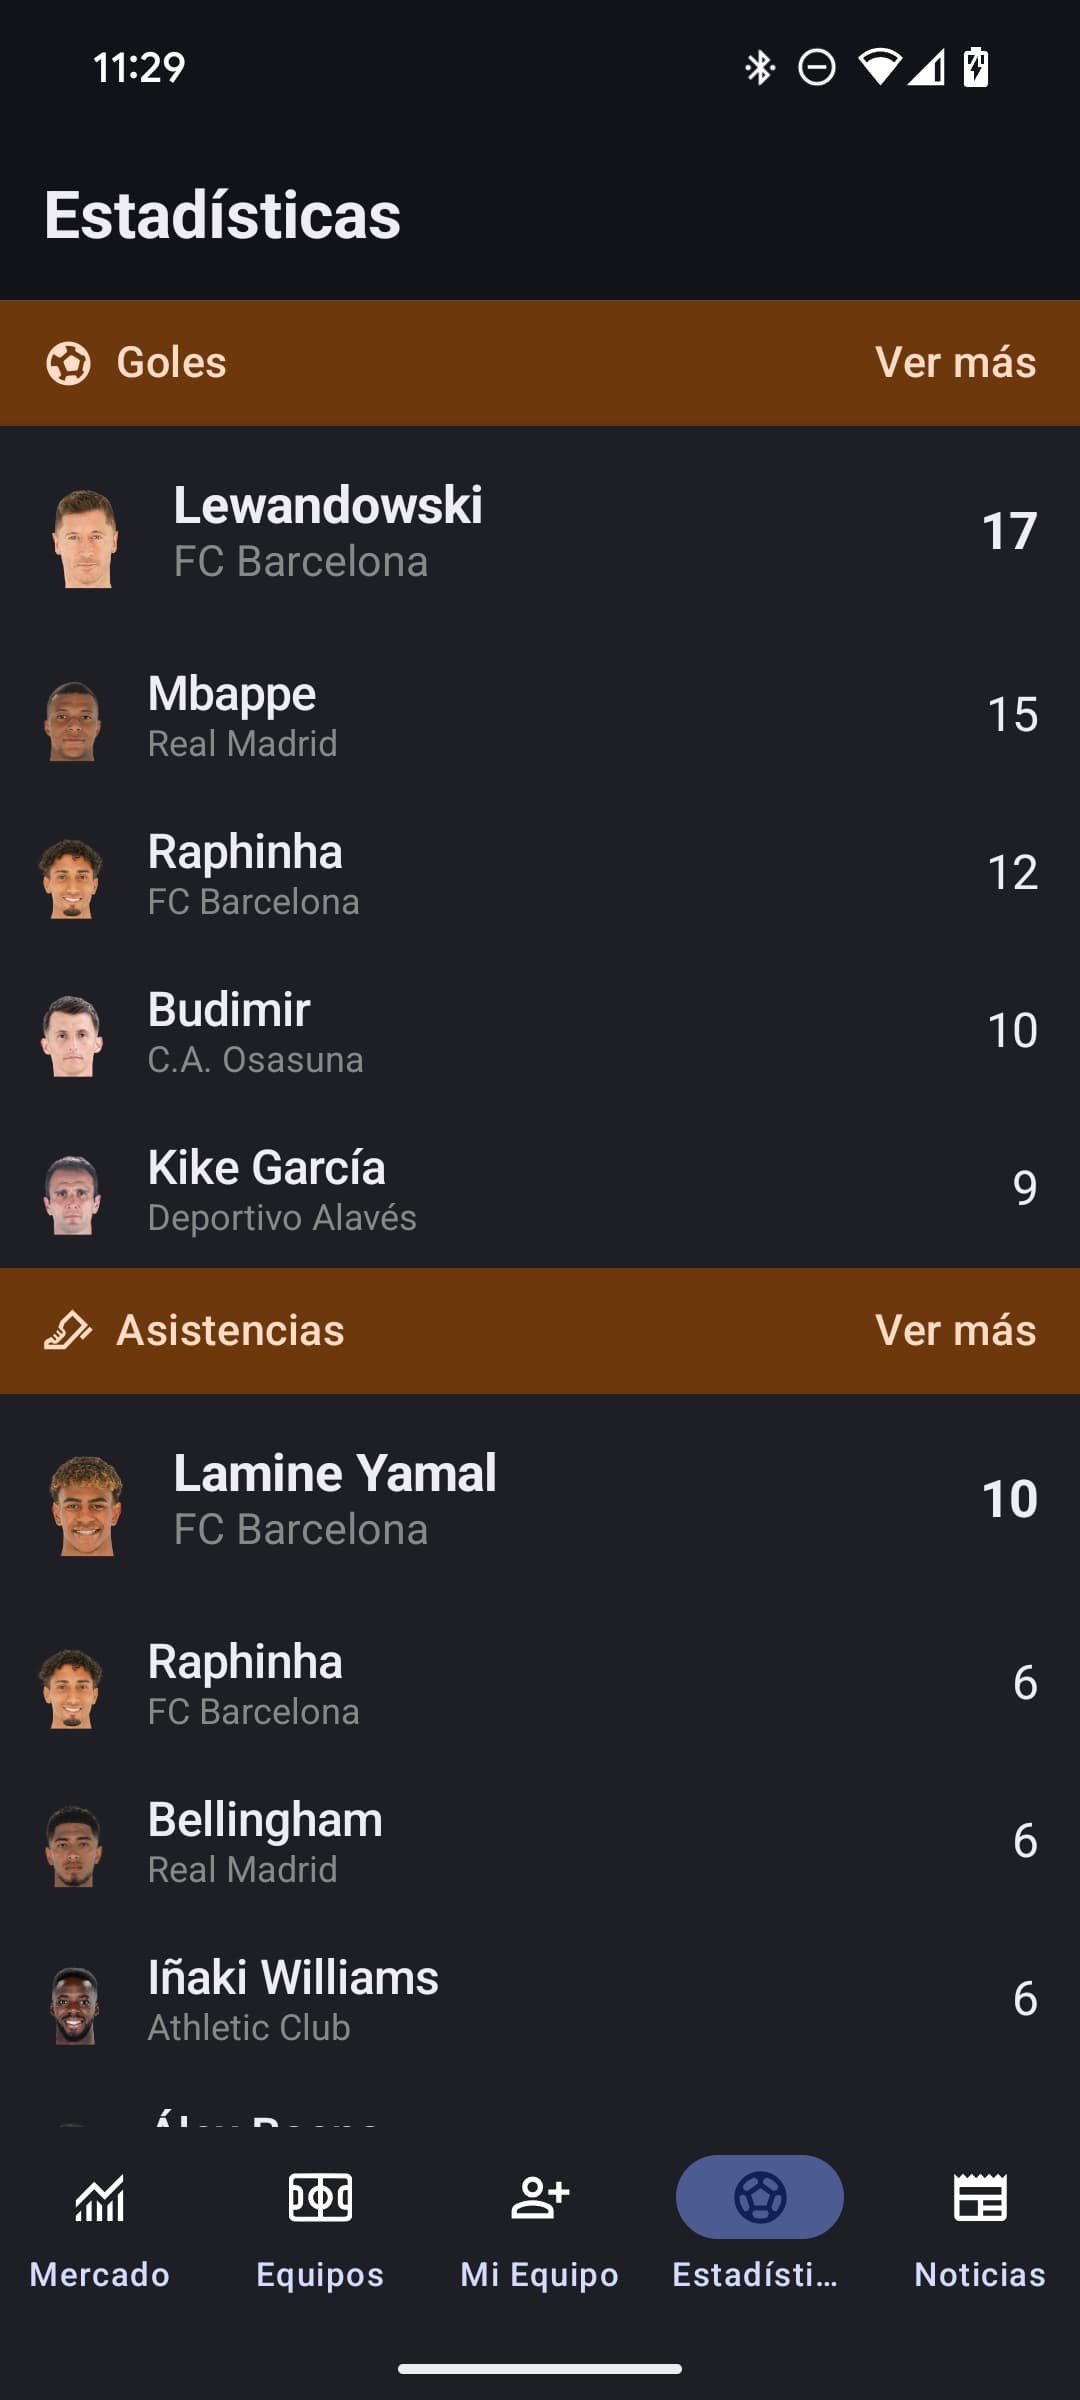 11:29
Estadísticas
Goles
Ver más
Lewandowski
FC Barcelona
17
Mbappe
Real Madrid
15
Raphinha
FC Barcelona
12
Budimir
C.A. Osasuna
10
Kike García
Deportivo Alavés
9
Asistencias
Ver más
Lamine Yamal
FC Barcelona
10
Raphinha
FC Barcelona
6
Bellingham
Real Madrid
6
Iñaki Williams
Athletic Club
6
Mercado
Equipos
Mi Equipo
Estadísti...
Noticias